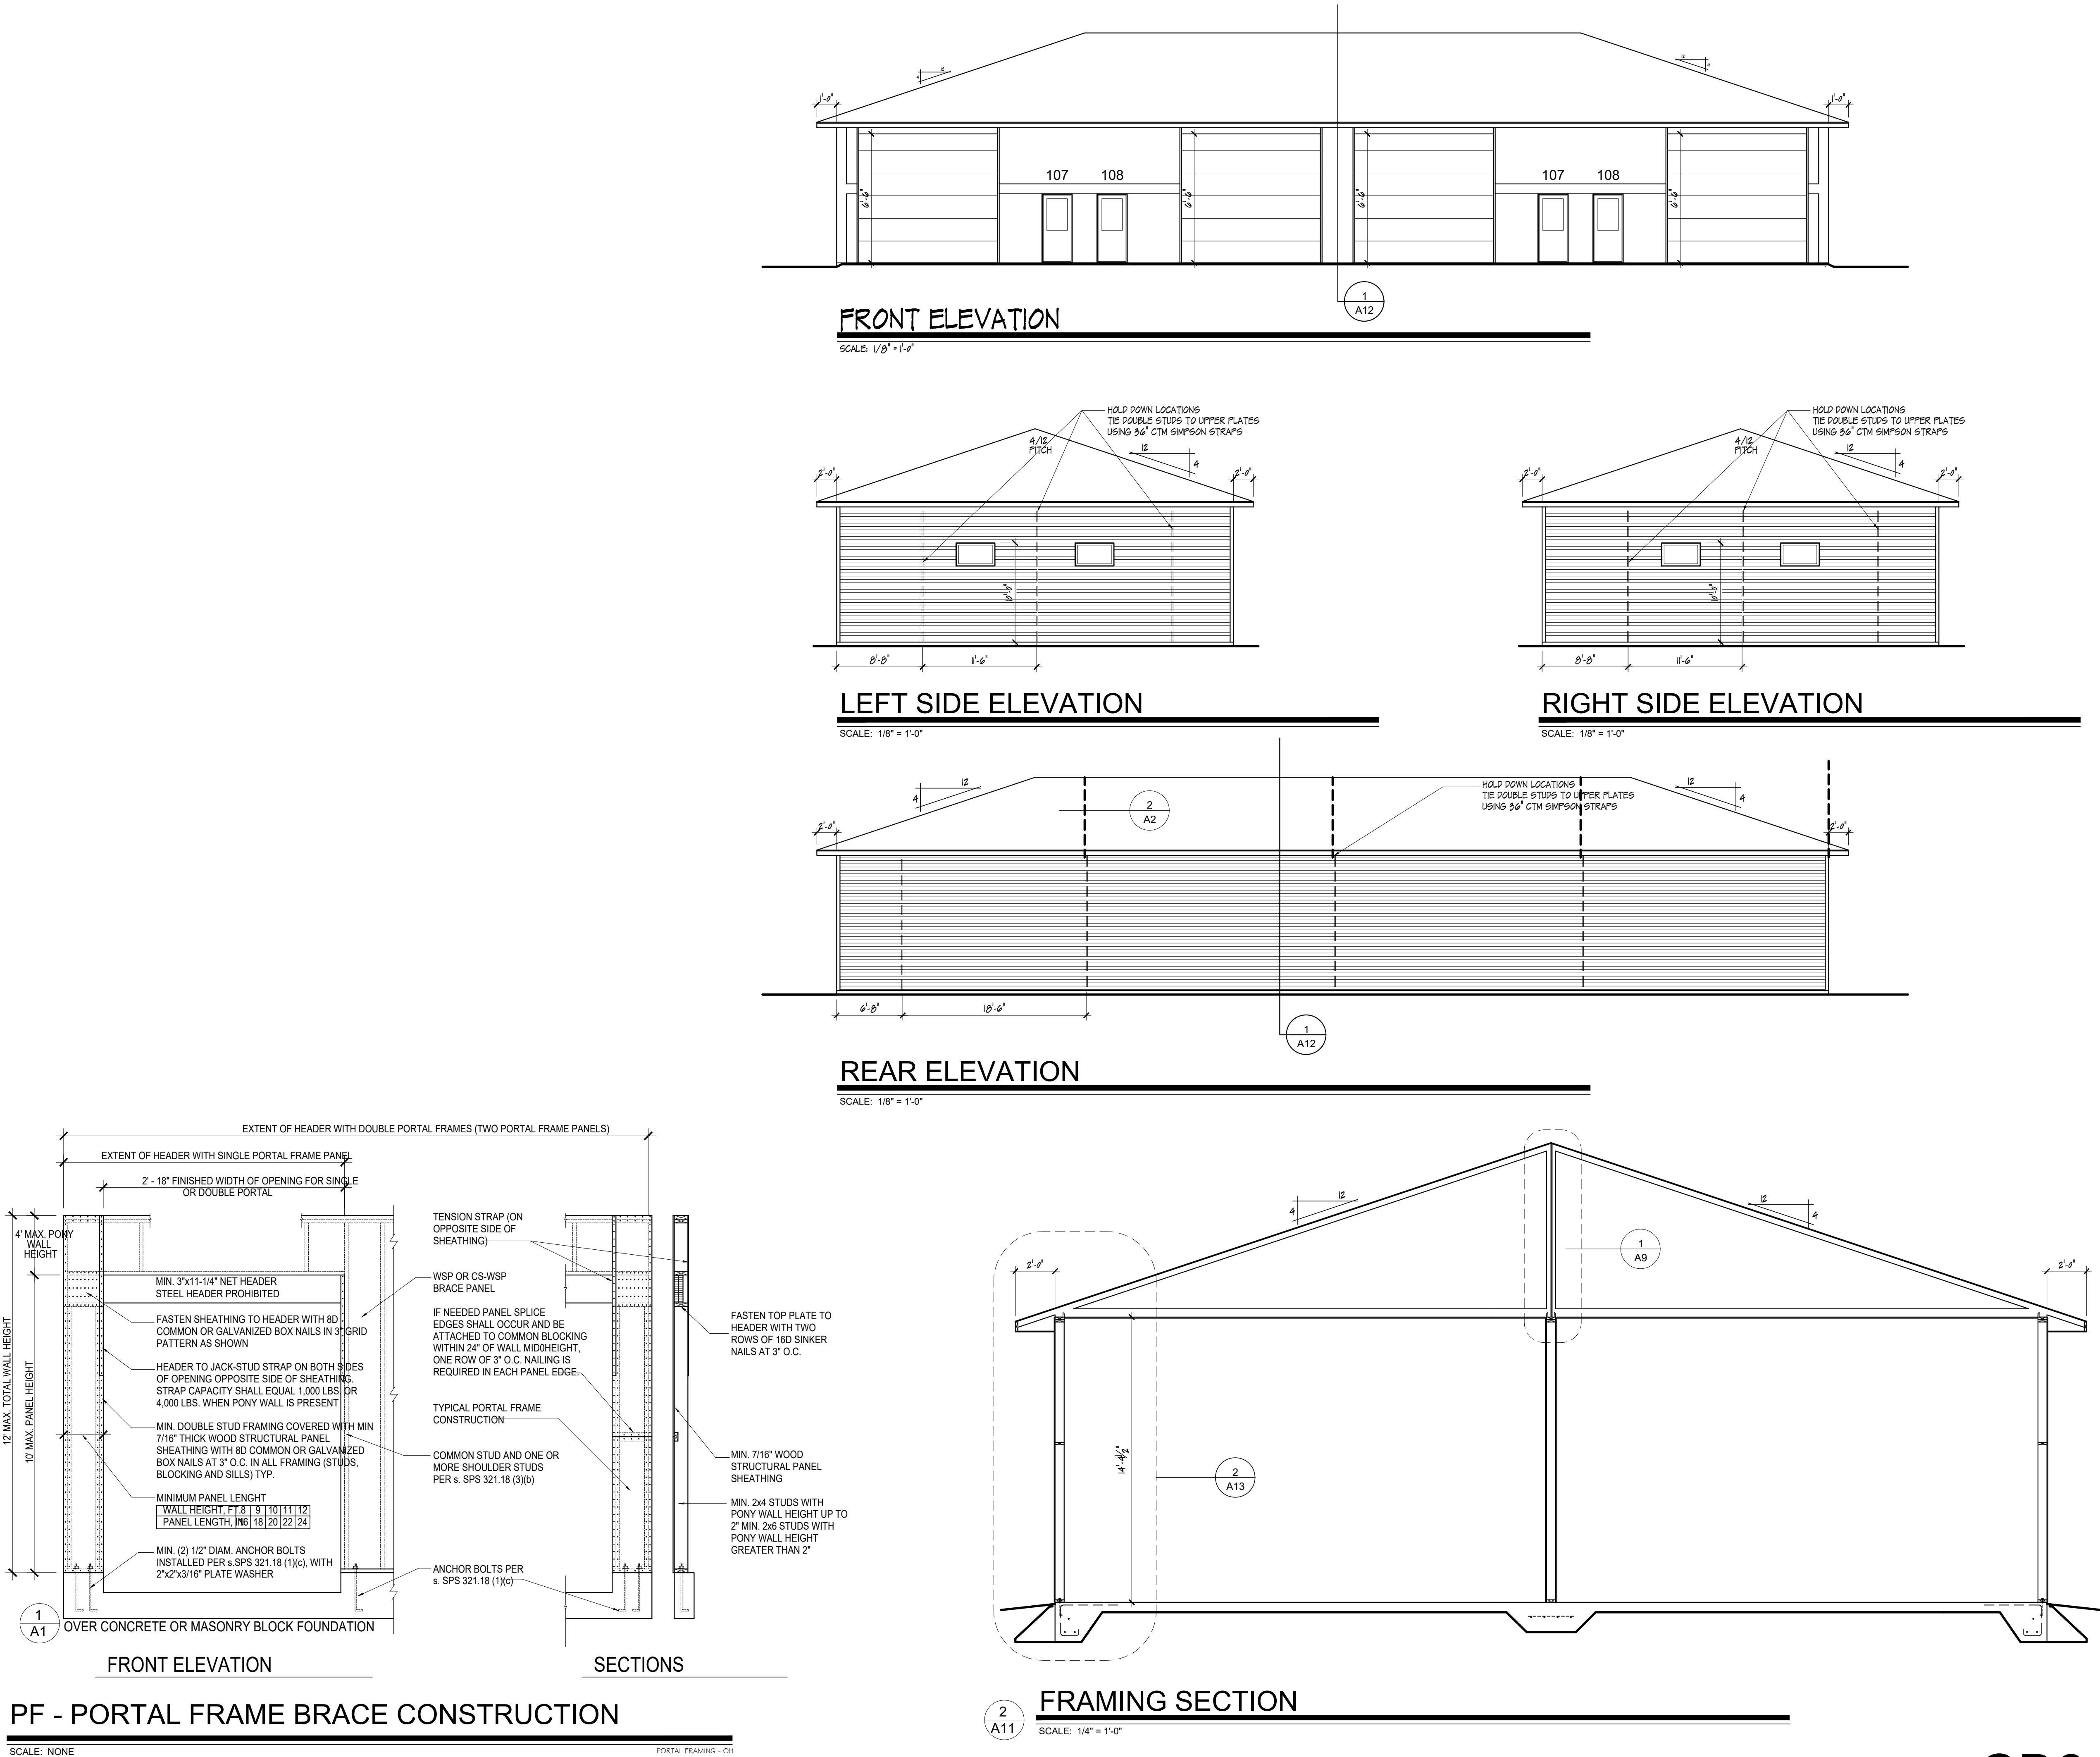 12
4
12
4
1'-0"
1'-0"
107
108
107
108
1
A12
FRONT ELEVATION
SCALE: 1/8" = 1'-0"
HOLD DOWN LOCATIONS
TIE DOUBLE STUDS TO UPPER PLATES
USING 36" CTM SIMPSON STRAPS
4/12
PITCH
12
4
2'-0"
2'-0"
10'-0"
8'-8"
11'-6"
LEFT SIDE ELEVATION
SCALE: 1/8" = 1'-0"
HOLD DOWN LOCATIONS
TIE DOUBLE STUDS TO UPPER PLATES
USING 36" CTM SIMPSON STRAPS
4/12
PITCH
12
4
2'-0"
2'-0"
10'-0"
8'-8"
11'-6"
RIGHT SIDE ELEVATION
SCALE: 1/8" = 1'-0"
12
4
2
A2
HOLD DOWN LOCATIONS
TIE DOUBLE STUDS TO UPPER PLATES
USING 36" CTM SIMPSON STRAPS
12
4
2'-0"
2'-0"
6'-8"
18'-6"
1
A12
REAR ELEVATION
SCALE: 1/8" = 1'-0"
EXTENT OF HEADER WITH DOUBLE PORTAL FRAMES (TWO PORTAL FRAME PANELS)
EXTENT OF HEADER WITH SINGLE PORTAL FRAME PANEL
2' - 18" FINISHED WIDTH OF OPENING FOR SINGLE
OR DOUBLE PORTAL
4' MAX. PONY
WALL
HEIGHT
12' MAX. TOTAL WALL HEIGHT
10' MAX. PANEL HEIGHT
MIN. 3"x11-1/4" NET HEADER
STEEL HEADER PROHIBITED
FASTEN SHEATHING TO HEADER WITH 8D
COMMON OR GALVANIZED BOX NAILS IN 3" GRID
PATTERN AS SHOWN
HEADER TO JACK-STUD STRAP ON BOTH SIDES
OF OPENING OPPOSITE SIDE OF SHEATHING.
STRAP CAPACITY SHALL EQUAL 1,000 LBS. OR
4,000 LBS. WHEN PONY WALL IS PRESENT
MIN. DOUBLE STUD FRAMING COVERED WITH MIN
7/16" THICK WOOD STRUCTURAL PANEL
SHEATHING WITH 8D COMMON OR GALVANIZED
BOX NAILS AT 3" O.C. IN ALL FRAMING (STUDS,
BLOCKING AND SILLS) TYP.
MINIMUM PANEL LENGHT
WALL HEIGHT, FT. 8 9 10 11 12
PANEL LENGTH, IN. 16 18 20 22 24
MIN. (2) 1/2" DIAM. ANCHOR BOLTS
INSTALLED PER s.SPS 321.18 (1)(c), WITH
2"x2"x3/16" PLATE WASHER
1
A1
OVER CONCRETE OR MASONRY BLOCK FOUNDATION
FRONT ELEVATION
TENSION STRAP (ON
OPPOSITE SIDE OF
SHEATHING)
WSP OR CS-WSP
BRACE PANEL
IF NEEDED PANEL SPLICE
EDGES SHALL OCCUR AND BE
ATTACHED TO COMMON BLOCKING
WITHIN 24" OF WALL MID0HEIGHT,
ONE ROW OF 3" O.C. NAILING IS
REQUIRED IN EACH PANEL EDGE.
TYPICAL PORTAL FRAME
CONSTRUCTION
COMMON STUD AND ONE OR
MORE SHOULDER STUDS
PER s. SPS 321.18 (3)(b)
ANCHOR BOLTS PER
s. SPS 321.18 (1)(c)
FASTEN TOP PLATE TO
HEADER WITH TWO
ROWS OF 16D SINKER
NAILS AT 3" O.C.
MIN. 7/16" WOOD
STRUCTURAL PANEL
SHEATHING
MIN. 2x4 STUDS WITH
PONY WALL HEIGHT UP TO
2" MIN. 2x6 STUDS WITH
PONY WALL HEIGHT
GREATER THAN 2"
SECTIONS
PF - PORTAL FRAME BRACE CONSTRUCTION
SCALE: NONE
PORTAL FRAMING - OH
12
4
12
4
1
A9
2'-0"
2'-0"
14'-4½"
2
A13
2
A11
FRAMING SECTION
SCALE: 1/4" = 1'-0"